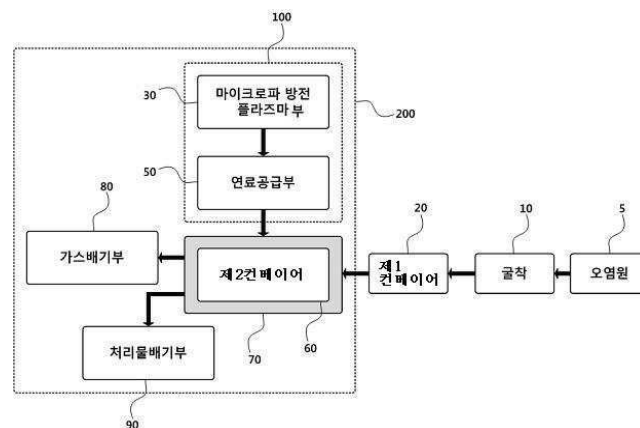 100
30
마이크로파 방전
플라즈마부
200
50
연료공급부
80
20
10
5
가스배기부
제2컨베이어
제1
컨베이어
굴착
오염원
처리물배기부
70
60
90